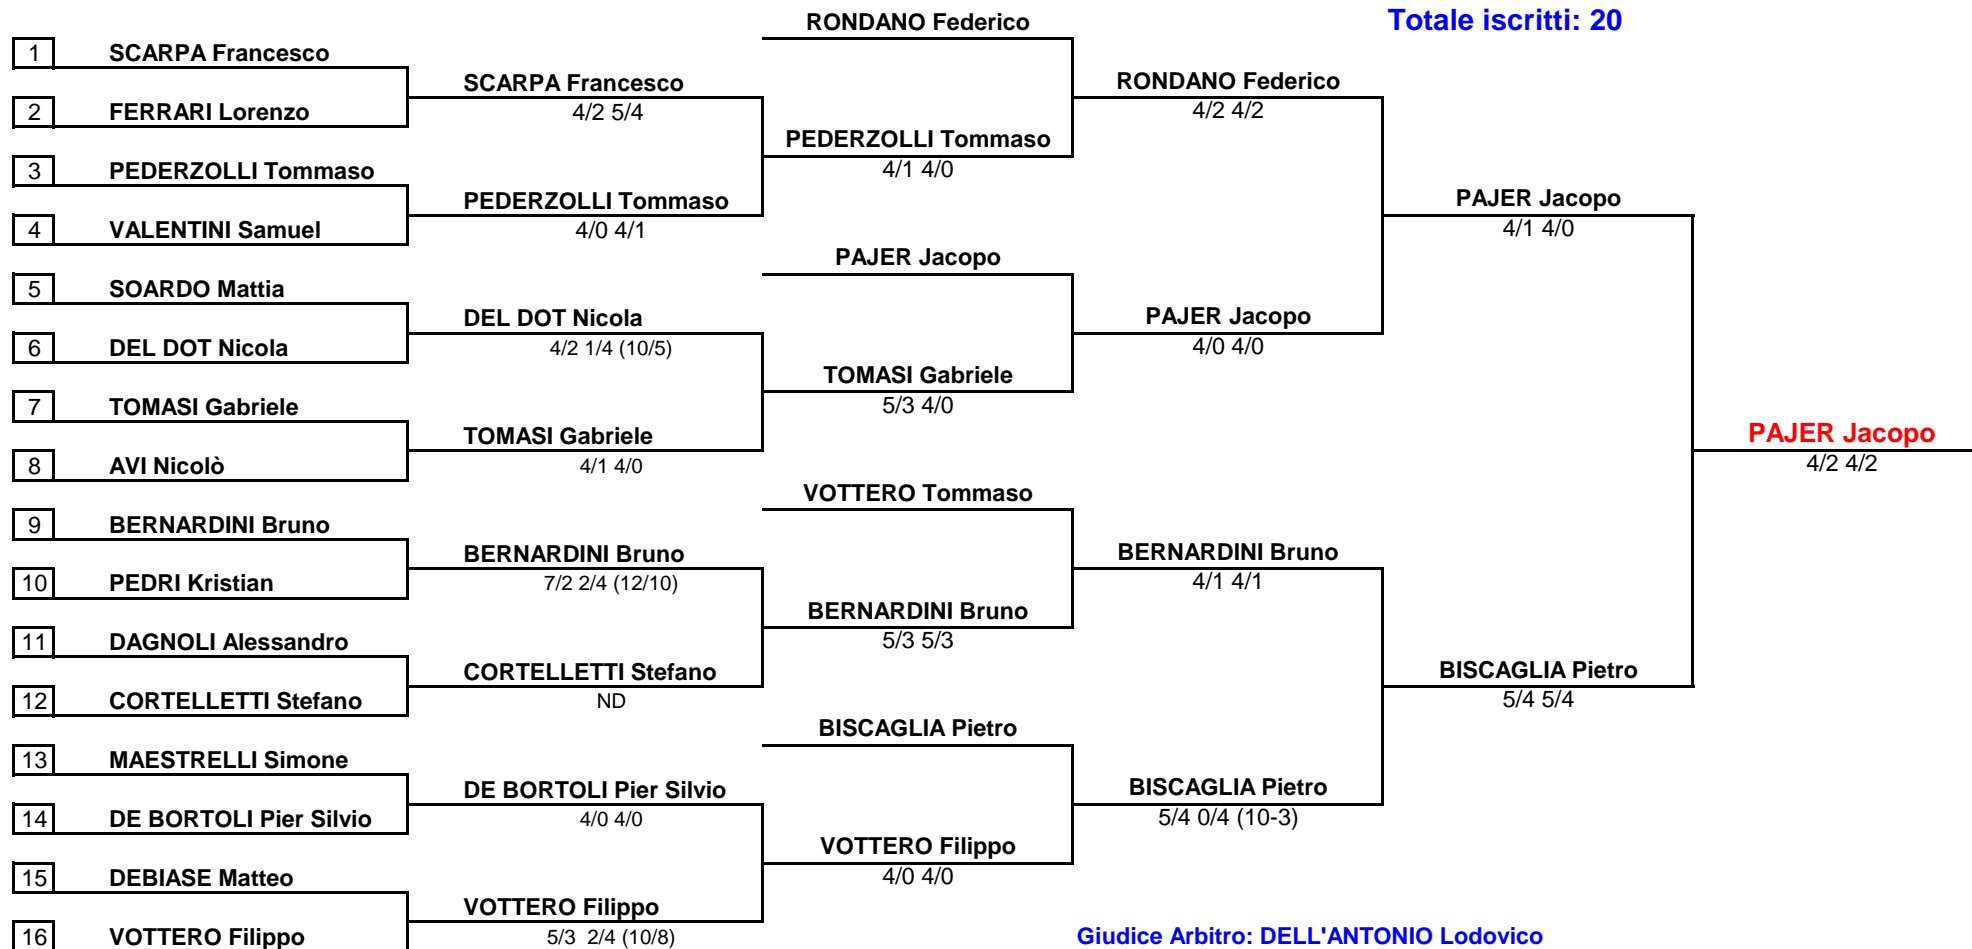 RONDANO Federico
Totale iscritti: 20
1 SCARPA Francesco
SCARPA Francesco
4/2 5/4
RONDANO Federico
4/2 4/2
2 FERRARI Lorenzo
PEDERZOLLI Tommaso
4/1 4/0
3 PEDERZOLLI Tommaso
PEDERZOLLI Tommaso
4/0 4/1
PAJER Jacopo
4/1 4/0
4 VALENTINI Samuel
PAJER Jacopo
5 SOARDO Mattia
DEL DOT Nicola
4/2 1/4 (10/5)
PAJER Jacopo
4/0 4/0
6 DEL DOT Nicola
TOMASI Gabriele
5/3 4/0
7 TOMASI Gabriele
TOMASI Gabriele
4/1 4/0
PAJER Jacopo
4/2 4/2
8 AVI Nicolò
VOTTERO Tommaso
9 BERNARDINI Bruno
BERNARDINI Bruno
7/2 2/4 (12/10)
BERNARDINI Bruno
4/1 4/1
10 PEDRI Kristian
BERNARDINI Bruno
5/3 5/3
11 DAGNOLI Alessandro
CORTELLETTI Stefano
ND
BISCAGLIA Pietro
5/4 5/4
12 CORTELLETTI Stefano
BISCAGLIA Pietro
13 MAESTRELLI Simone
DE BORTOLI Pier Silvio
4/0 4/0
BISCAGLIA Pietro
5/4 0/4 (10-3)
14 DE BORTOLI Pier Silvio
VOTTERO Filippo
4/0 4/0
15 DEBIASE Matteo
VOTTERO Filippo
5/3 2/4 (10/8)
16 VOTTERO Filippo
Giudice Arbitro: DELL'ANTONIO Lodovico